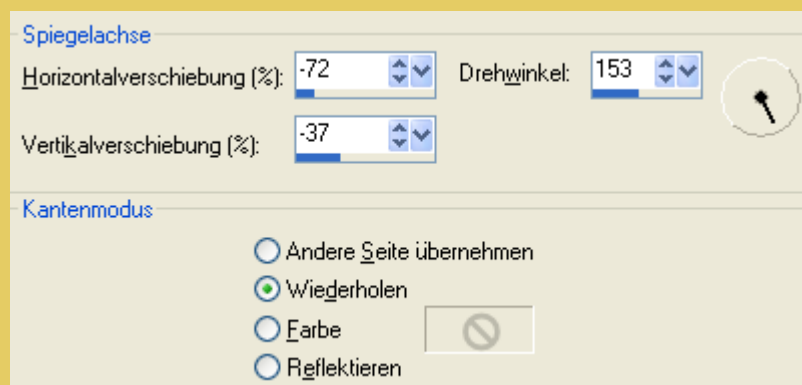 Spiegelachse
Horizontalverschiebung (%): -72 Drehwinkel: 153
Vertikalverschiebung (%): -37
Kantenmodus
Andere Seite übernehmen
Wiederholen
Farbe
Reflektieren